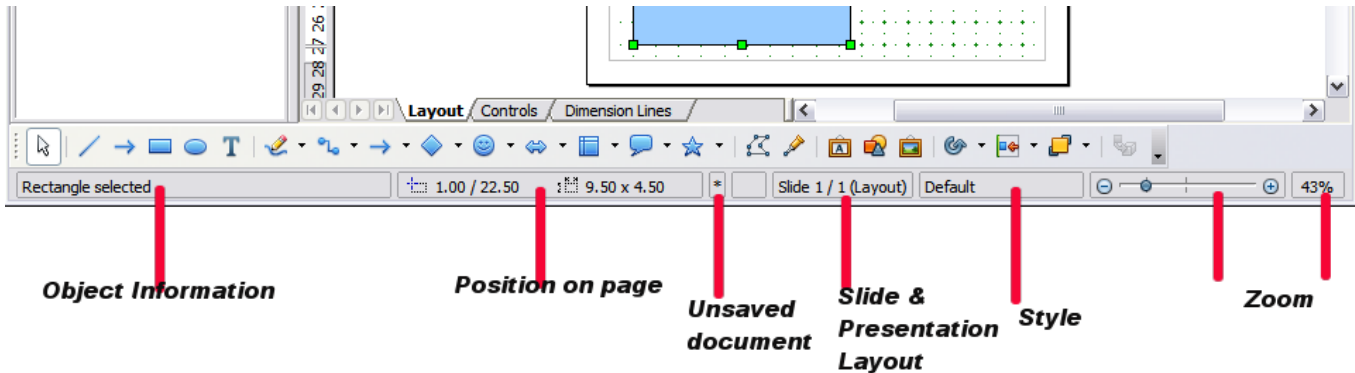 26
27
28
29
Layout Controls Dimension Lines
T
A
Rectangle selected 1.00 / 22.50 9.50 x 4.50 * Slide 1 / 1 (Layout) Default 43%
Object Information
Position on page
Unsaved
document
Slide &
Presentation
Layout
Style
Zoom